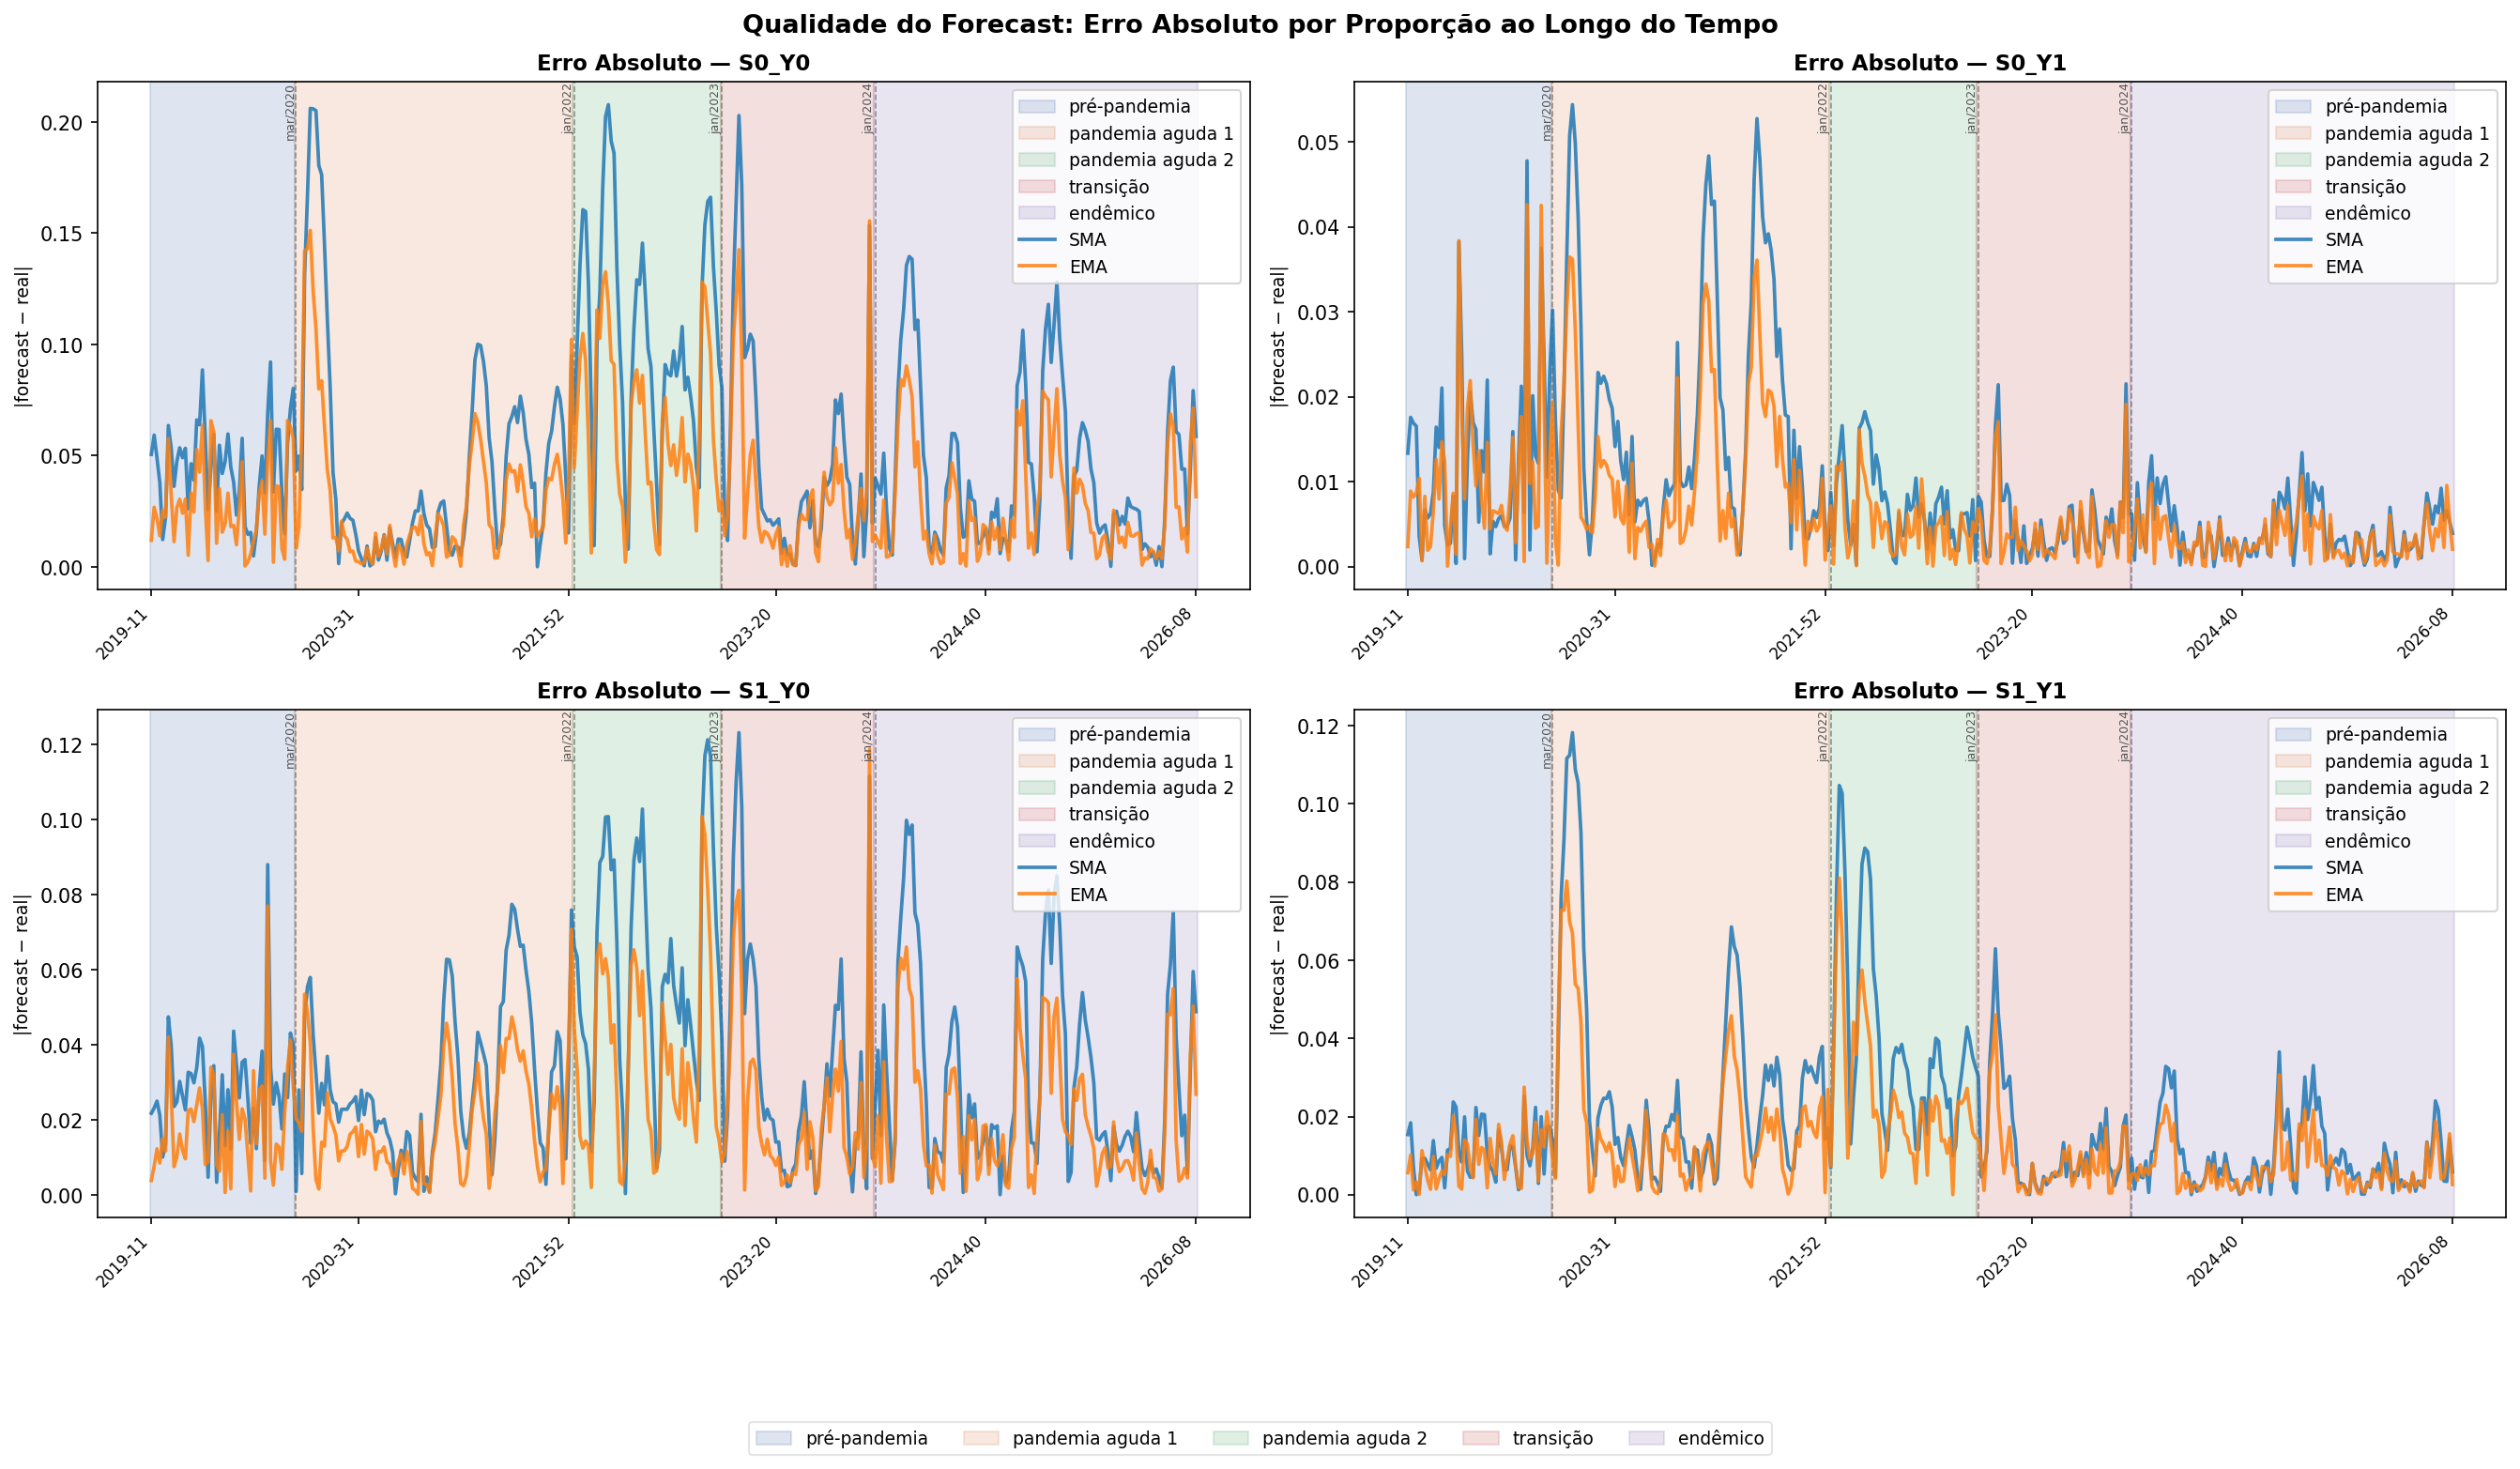 Qualidade do Forecast: Erro Absoluto por Proporção ao Longo do Tempo
Erro Absoluto — S0_Y0
|forecast − real|
0.20
0.15
0.10
0.05
0.00
mar/2020
jan/2022
jan/2023
jan/2024
pré-pandemia
pandemia aguda 1
pandemia aguda 2
transição
endêmico
SMA
EMA
2019-11
2020-31
2021-52
2023-20
2024-40
2026-08
Erro Absoluto — S0_Y1
|forecast − real|
0.05
0.04
0.03
0.02
0.01
0.00
mar/2020
jan/2022
jan/2023
jan/2024
pré-pandemia
pandemia aguda 1
pandemia aguda 2
transição
endêmico
SMA
EMA
2019-11
2020-31
2021-52
2023-20
2024-40
2026-08
Erro Absoluto — S1_Y0
|forecast − real|
0.12
0.10
0.08
0.06
0.04
0.02
0.00
mar/2020
jan/2022
jan/2023
jan/2024
pré-pandemia
pandemia aguda 1
pandemia aguda 2
transição
endêmico
SMA
EMA
2019-11
2020-31
2021-52
2023-20
2024-40
2026-08
Erro Absoluto — S1_Y1
|forecast − real|
0.12
0.10
0.08
0.06
0.04
0.02
0.00
mar/2020
jan/2022
jan/2023
jan/2024
pré-pandemia
pandemia aguda 1
pandemia aguda 2
transição
endêmico
SMA
EMA
2019-11
2020-31
2021-52
2023-20
2024-40
2026-08
pré-pandemia pandemia aguda 1 pandemia aguda 2 transição endêmico